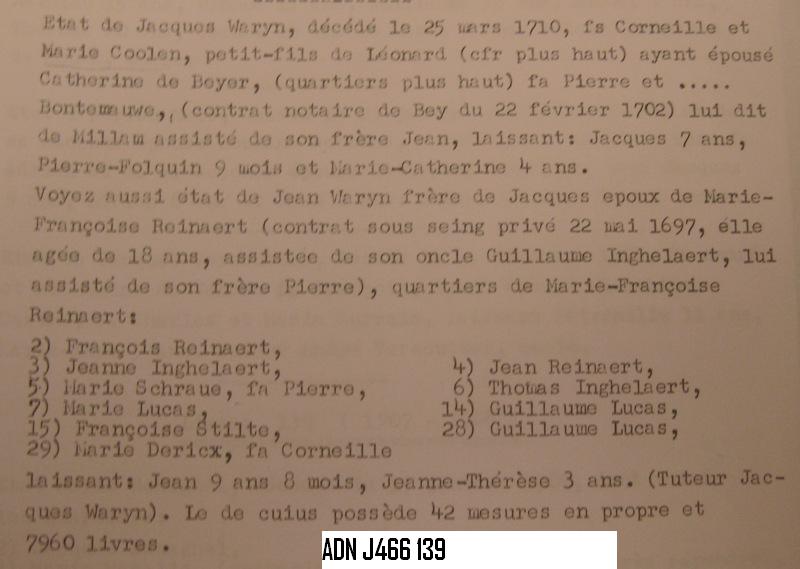 Etat de Jacques Waryn, décédé le 25 mars 1710, fs Corneille et
Marie Coolen, petit-fils de Léonard (cfr plus haut) ayant épousé
Catherine de Beyer, (quartiers plus haut) fa Pierre et .....
Bontemauwe, (contrat notaire de Bey du 22 février 1702) lui dit
de Millam assisté de son frère Jean, laissant: Jacques 7 ans,
Pierre-Folquin 9 mois et Marie-Catherine 4 ans.
Voyez aussi état de Jean Waryn frère de Jacques epoux de Marie-
Françoise Reinaert (contrat sous seing privé 22 mai 1697, élle
agée de 18 ans, assistee de son oncle Guillaume Inghelaert, lui
assisté de son frère Pierre), quartiers de Marie-Françoise
Reinaert:
2) François Reinaert,
3) Jeanne Inghelaert, 4) Jean Reinaert,
5) Marie Schraue, fa Pierre, 6) Thomas Inghelaert,
7) Marie Lucas, 14) Guillaume Lucas,
15) Françoise Stilte, 28) Guillaume Lucas,
29) Marie Dericx, fa Corneille
laissant: Jean 9 ans 8 mois, Jeanne-Thérèse 3 ans. (Tuteur Jac-
ques Waryn). Le de cuius possède 42 mesures en propre et
7960 livres.
ADN J466 139